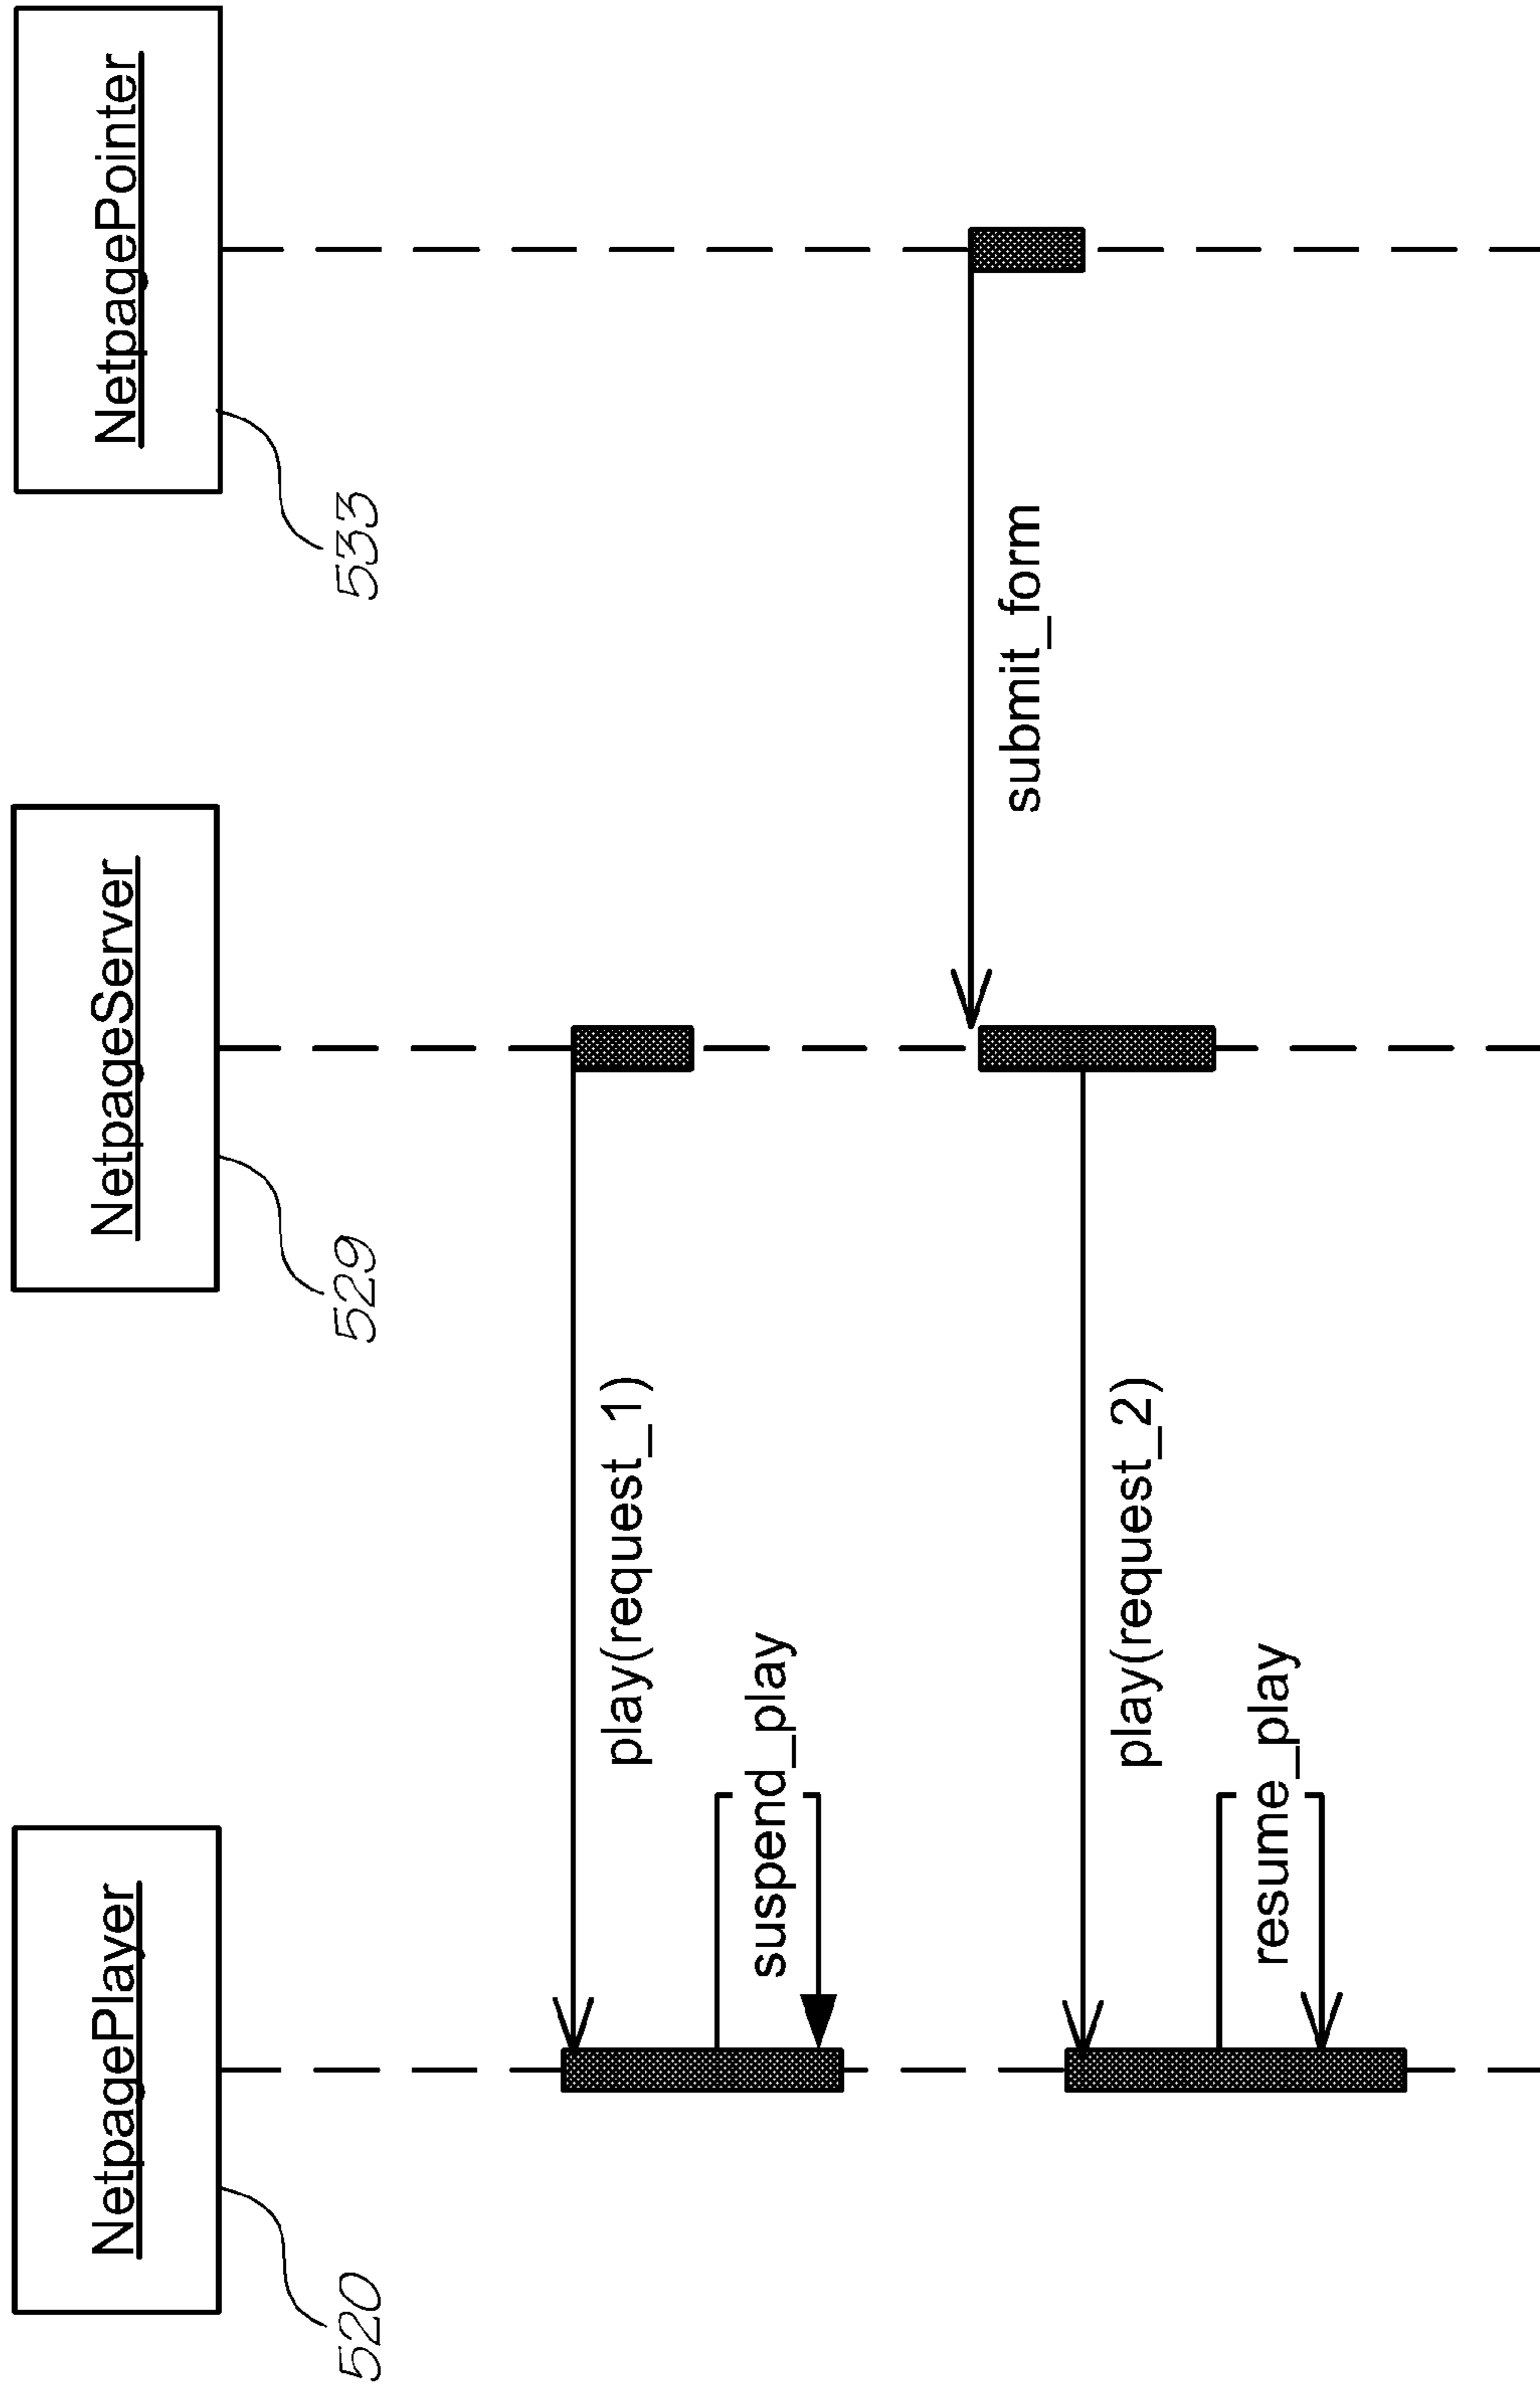 NetpagePlayer
NetpageServer
NetpagePointer
520
529
533
play(request_1)
suspend_play
submit_form
play(request_2)
resume_play